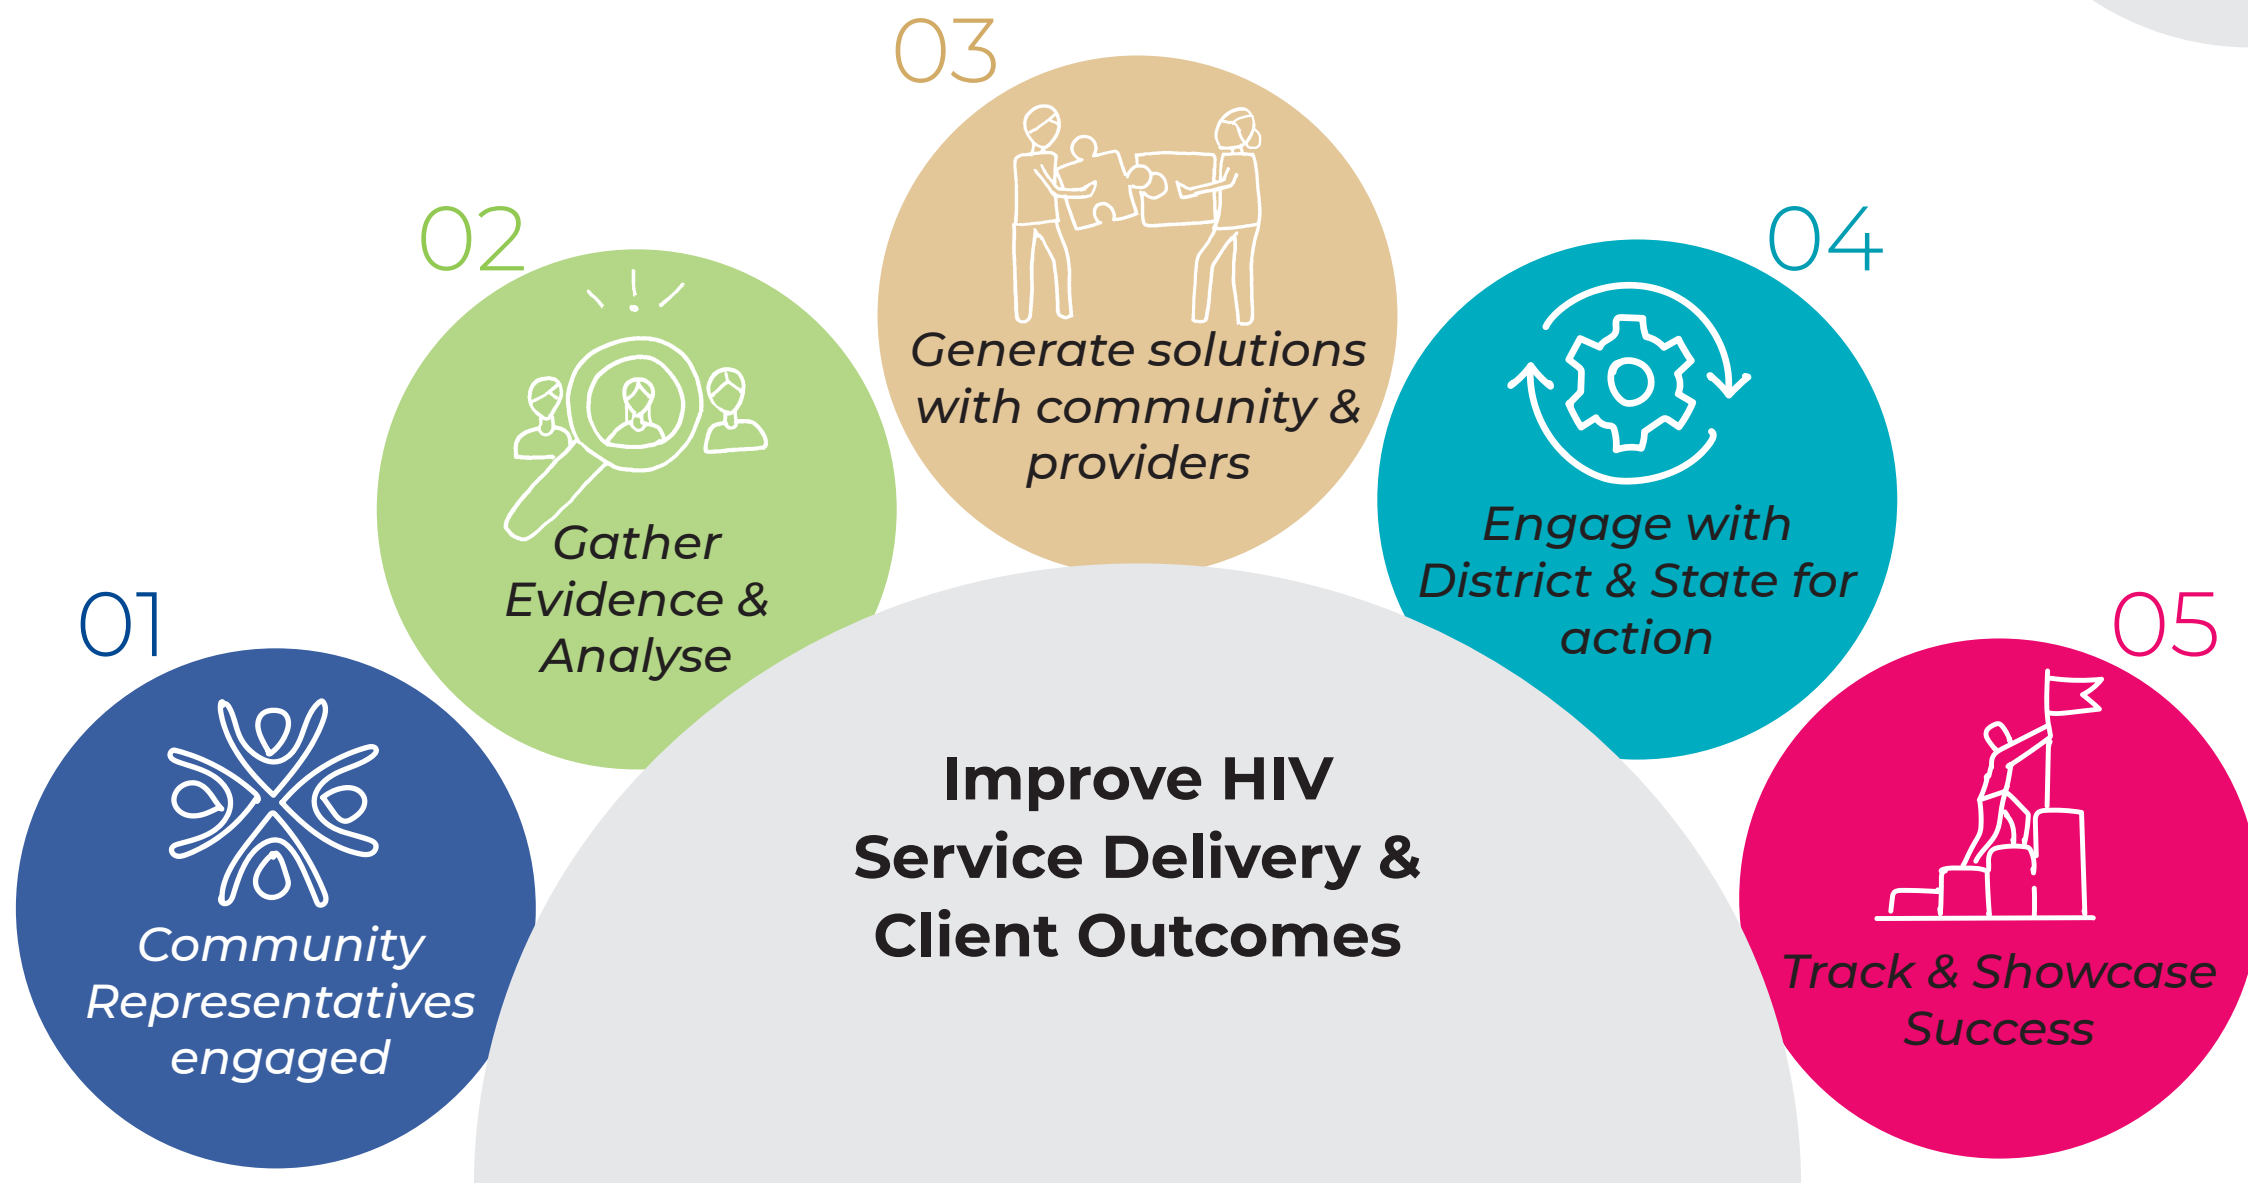 01
Community
Representatives
engaged
02
Gather
Evidence &
Analyse
03
Generate solutions
with community &
providers
04
Engage with
District & State for
action
05
Track & Showcase
Success
Improve HIV
Service Delivery &
Client Outcomes